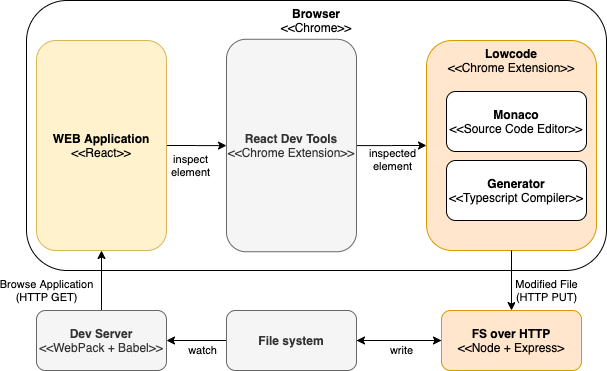 Browser
<<Chrome>>
WEB Application
<<React>>
inspect
element
React Dev Tools
<<Chrome Extension>>
inspected
element
Lowcode
<<Chrome Extension>>
Monaco
<<Source Code Editor>>
Generator
<<Typescript Compiler>>
Browse Application
(HTTP GET)
Modified File
(HTTP PUT)
Dev Server
<<WebPack + Babel>>
watch
File system
write
FS over HTTP
<<Node + Express>